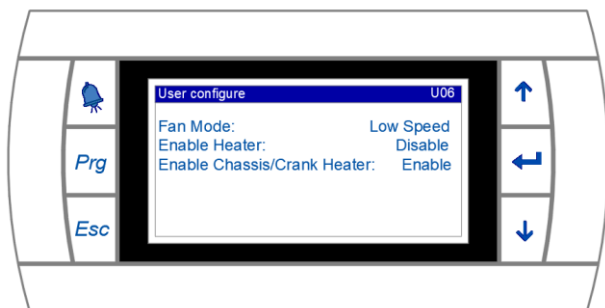 User configure U06
Prg
Esc
Fan Mode: Low Speed
Enable Heater: Disable
Enable Chassis/Crank Heater: Enable